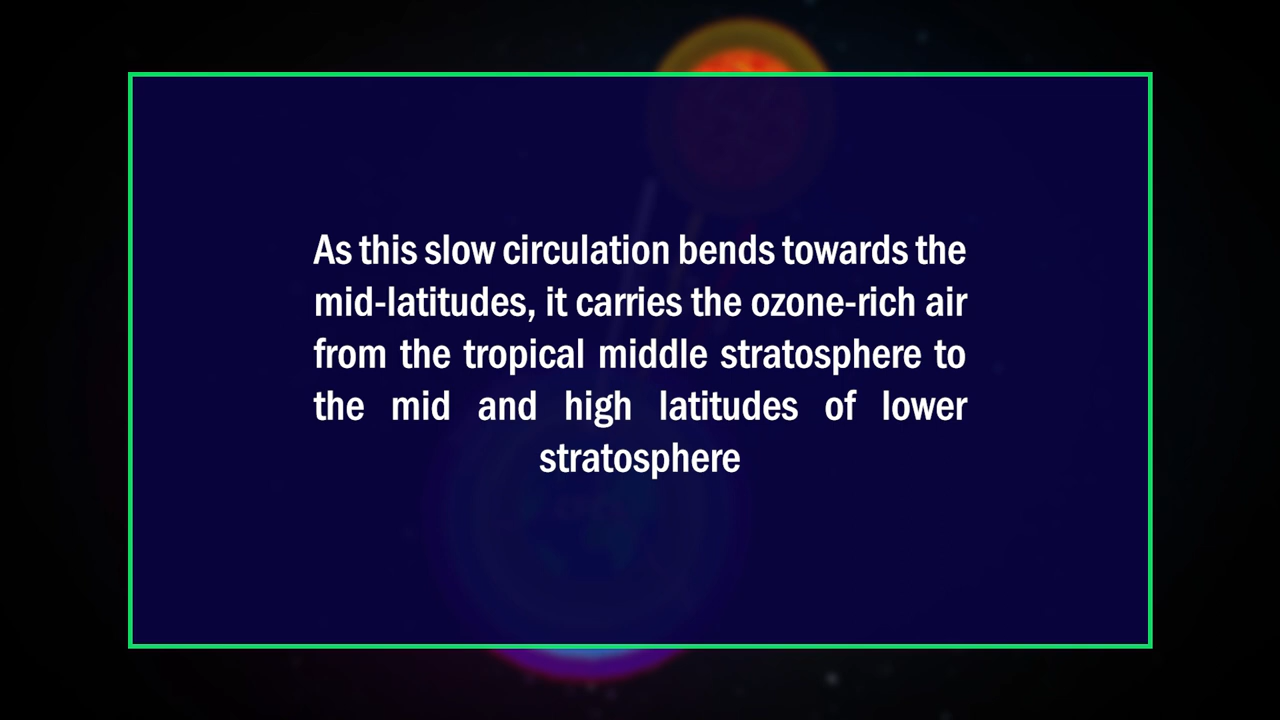 As this slow circulation bends towards the
mid-latitudes, it carries the ozone-rich air
from the tropical middle stratosphere to
the mid and high latitudes of lower
stratosphere